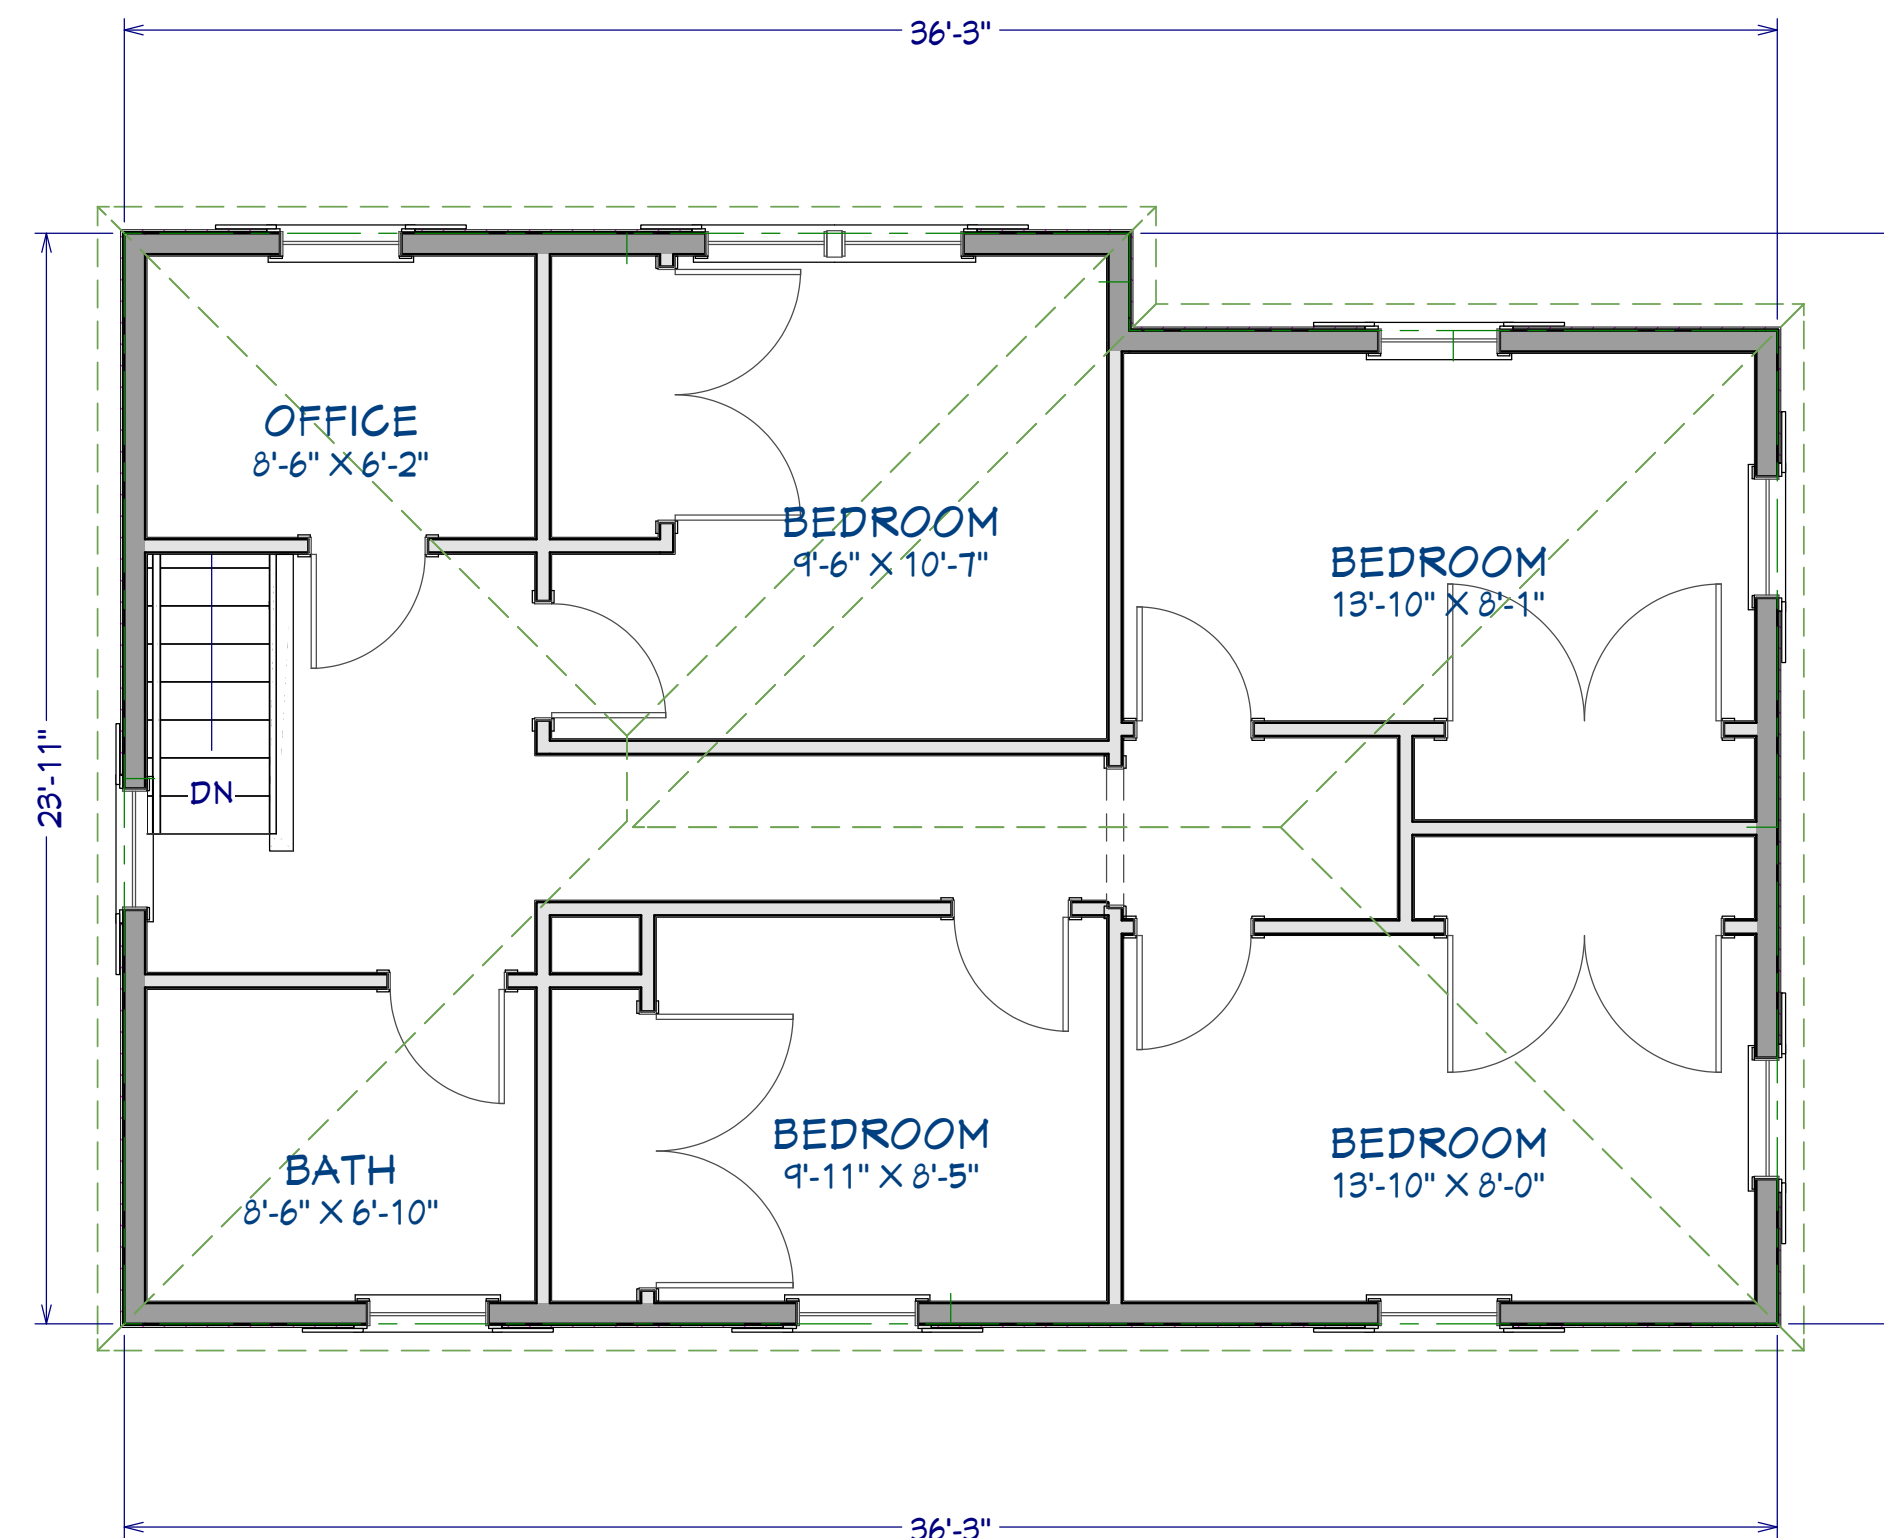 36'-3"
OFFICE
8'-6" X 6'-2"
BEDROOM
9'-6" X 10'-7"
BEDROOM
13'-10" X 8'-1"
23'-11"
DN
BEDROOM
9'-11" X 8'-5"
BEDROOM
13'-10" X 8'-0"
BATH
8'-6" X 6'-10"
36'-3"